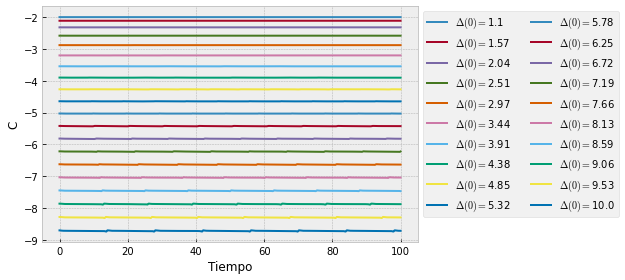 −2
−3
−4
−5
−6
−7
−8
−9
C
0
20
40
60
80
100
Tiempo
Δ(0) = 1.1
Δ(0) = 1.57
Δ(0) = 2.04
Δ(0) = 2.51
Δ(0) = 2.97
Δ(0) = 3.44
Δ(0) = 3.91
Δ(0) = 4.38
Δ(0) = 4.85
Δ(0) = 5.32
Δ(0) = 5.78
Δ(0) = 6.25
Δ(0) = 6.72
Δ(0) = 7.19
Δ(0) = 7.66
Δ(0) = 8.13
Δ(0) = 8.59
Δ(0) = 9.06
Δ(0) = 9.53
Δ(0) = 10.0